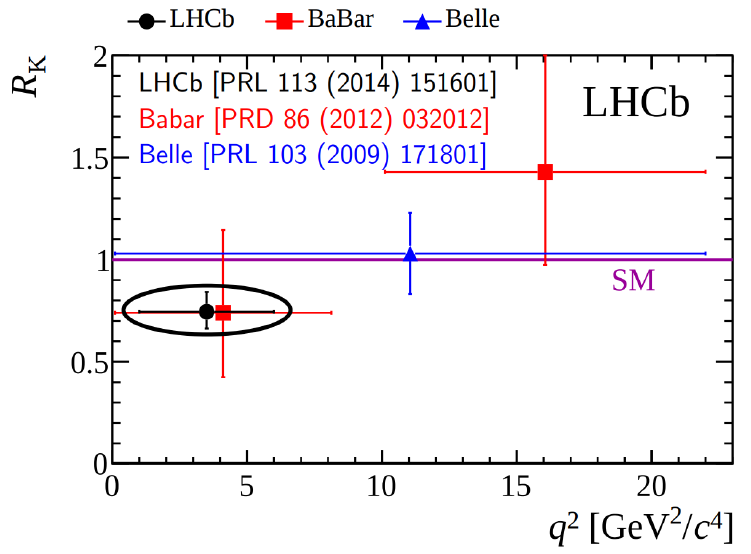 LHCb BaBar Belle
R_K
2
LHCb [PRL 113 (2014) 151601]
LHCb
Babar [PRD 86 (2012) 032012]
Belle [PRL 103 (2009) 171801]
1.5
1
SM
0.5
0
0 5 10 15 20
q² [GeV²/c⁴]